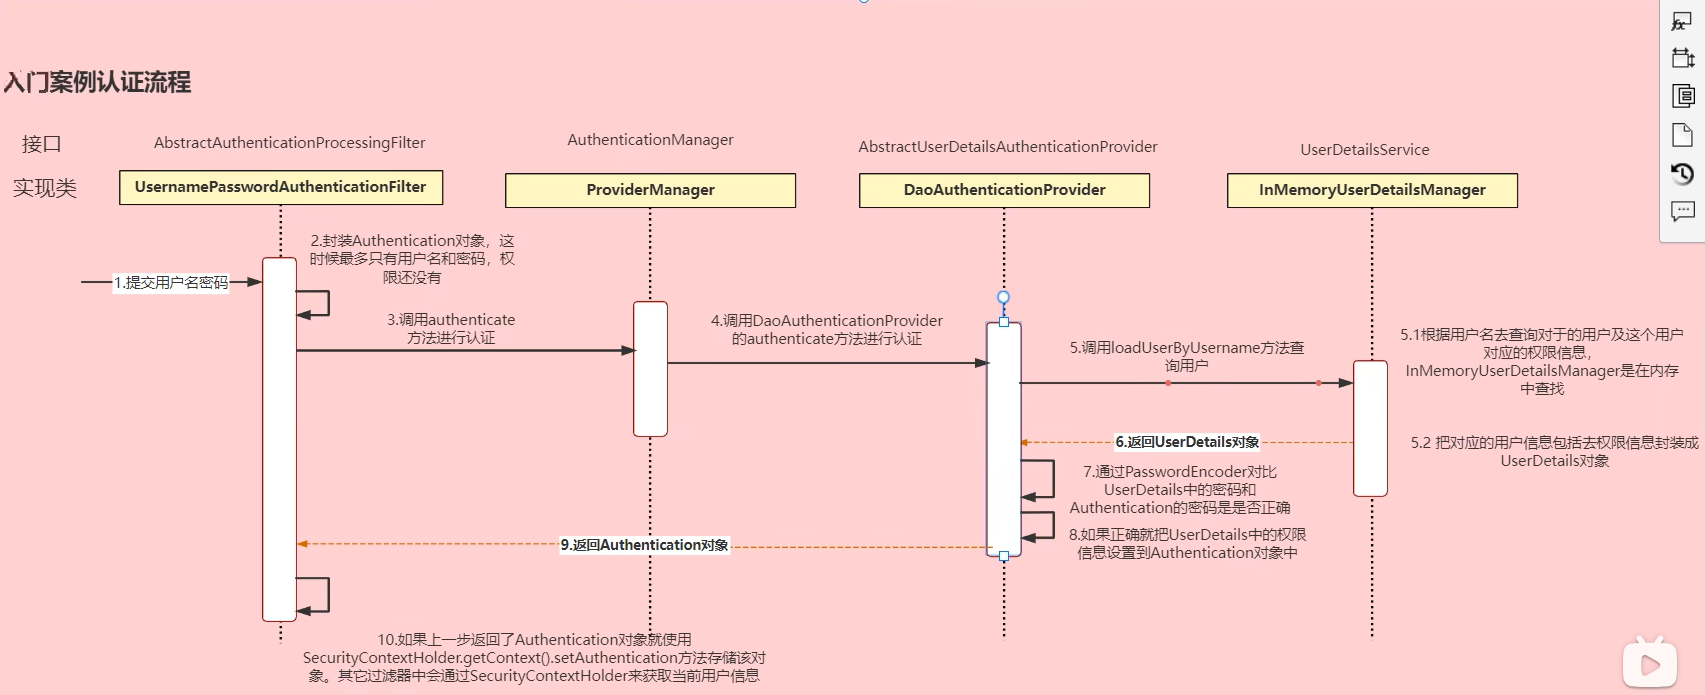 入门案例认证流程
接口
AbstractAuthenticationProcessingFilter
AuthenticationManager
AbstractUserDetailsAuthenticationProvider
UserDetailsService
实现类
UsernamePasswordAuthenticationFilter
ProviderManager
DaoAuthenticationProvider
InMemoryUserDetailsManager
1.提交用户名密码
2.封装Authentication对象，这
时候最多只有用户名和密码，权
限还没有
3.调用authenticate
方法进行认证
4.调用DaoAuthenticationProvider
的authenticate方法进行认证
5.调用loadUserByUsername方法查
询用户
5.1根据用户名去查询对于的用户及这个用户
对应的权限信息，
InMemoryUserDetailsManager是在内存
中查找
5.2 把对应的用户信息包括去权限信息封装成
UserDetails对象
6.返回UserDetails对象
7.通过PasswordEncoder对比
UserDetails中的密码和
Authentication的密码是是否正确
8.如果正确就把UserDetails中的权限
信息设置到Authentication对象中
9.返回Authentication对象
10.如果上一步返回了Authentication对象就使用
SecurityContextHolder.getContext().setAuthentication方法存储该对
象。其它过滤器中会通过SecurityContextHolder来获取当前用户信息